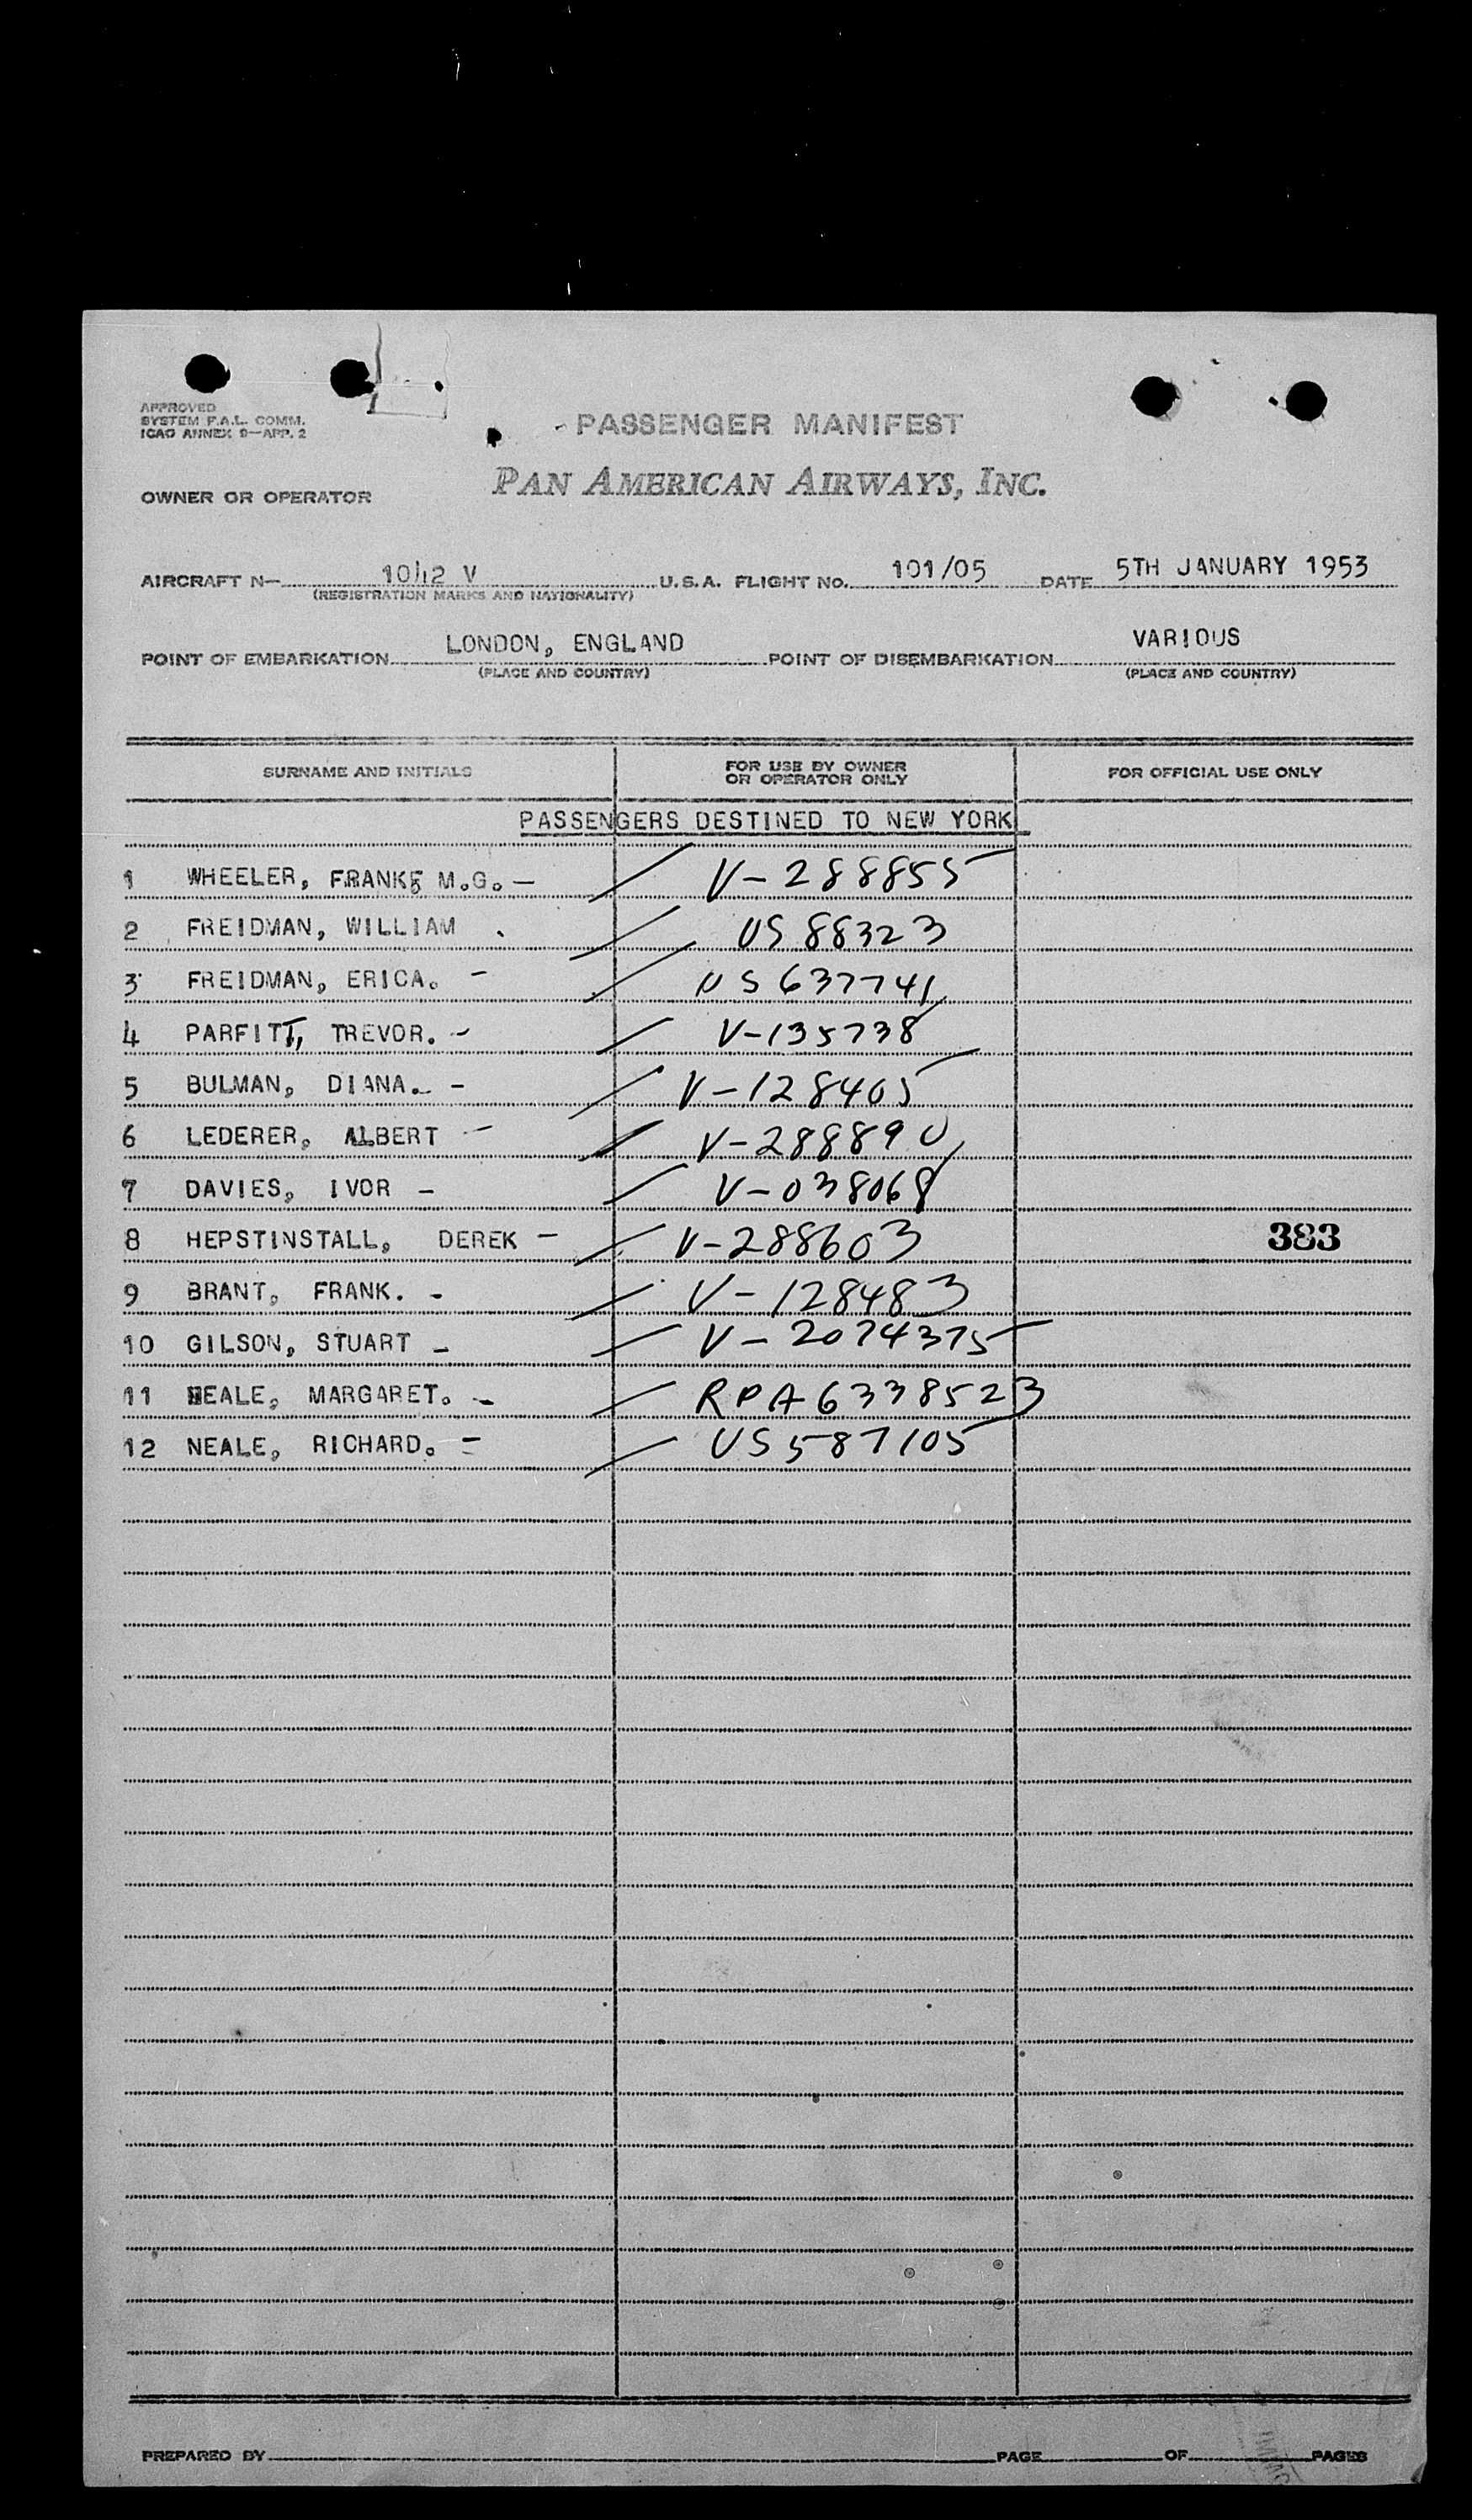 APPROVED
SYSTEM F.A.L. COMM.
ICAO ANNEX 9—APP. 2
PASSENGER MANIFEST
OWNER OR OPERATOR PAN AMERICAN AIRWAYS, INC.
AIRCRAFT N— V U.S.A. FLIGHT NO. 101/05 DATE 5TH JANUARY 1953
(REGISTRATION MARKS AND NATIONALITY)
POINT OF EMBARKATION LONDON, ENGLAND POINT OF DISEMBARKATION VARIOUS
(PLACE AND COUNTRY) (PLACE AND COUNTRY)
SURNAME AND INITIALS FOR USE BY OWNER OR OPERATOR ONLY FOR OFFICIAL USE ONLY
PASSENGERS DESTINED TO NEW YORK
1 WHEELER, M.G. — V-288855
2 FREIDMAN, WILLIAM . US 88323
3 FREIDMAN, ERICA. - US 637741
4 PARFITT, TREVOR. - V-135738
5 BULMAN, DIANA. - V-128405
6 LEDERER, ALBERT - V-288890
7 DAVIES, IVOR - V-038068
8 HEPSTINSTALL, DEREK - V-288603 383
9 BRANT, FRANK. - V-128483
10 GILSON, STUART - V-2074375
11 NEALE, MARGARET. - RPA 6338523
12 NEALE, RICHARD. - US 587105
PREPARED BY PAGE OF PAGES